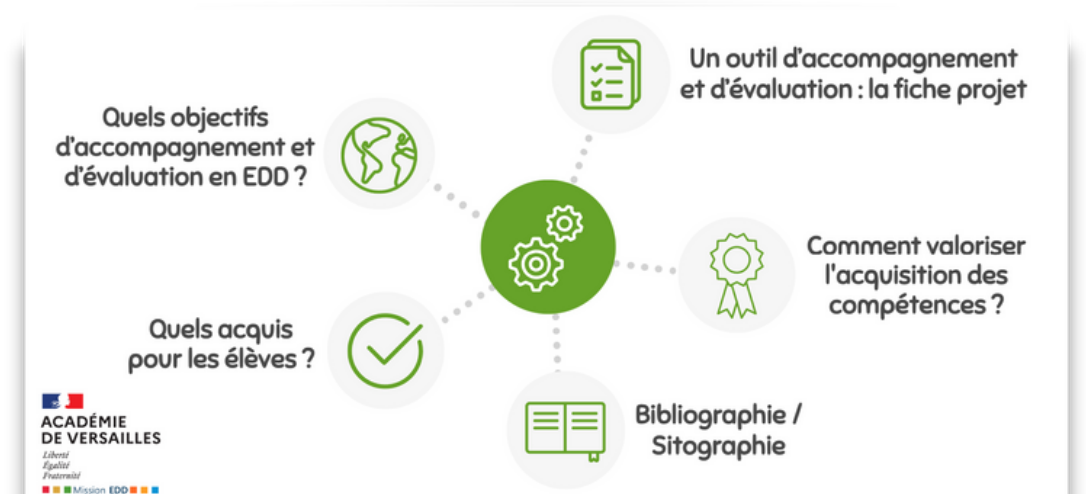 Un outil d'accompagnement
et d'évaluation : la fiche projet
Quels objectifs
d'accompagnement et
d'évaluation en EDD ?
Comment valoriser
l'acquisition des
compétences ?
Quels acquis
pour les élèves ?
Bibliographie /
Sitographie
ACADÉMIE
DE VERSAILLES
Liberté
Égalité
Fraternité
Mission EDD